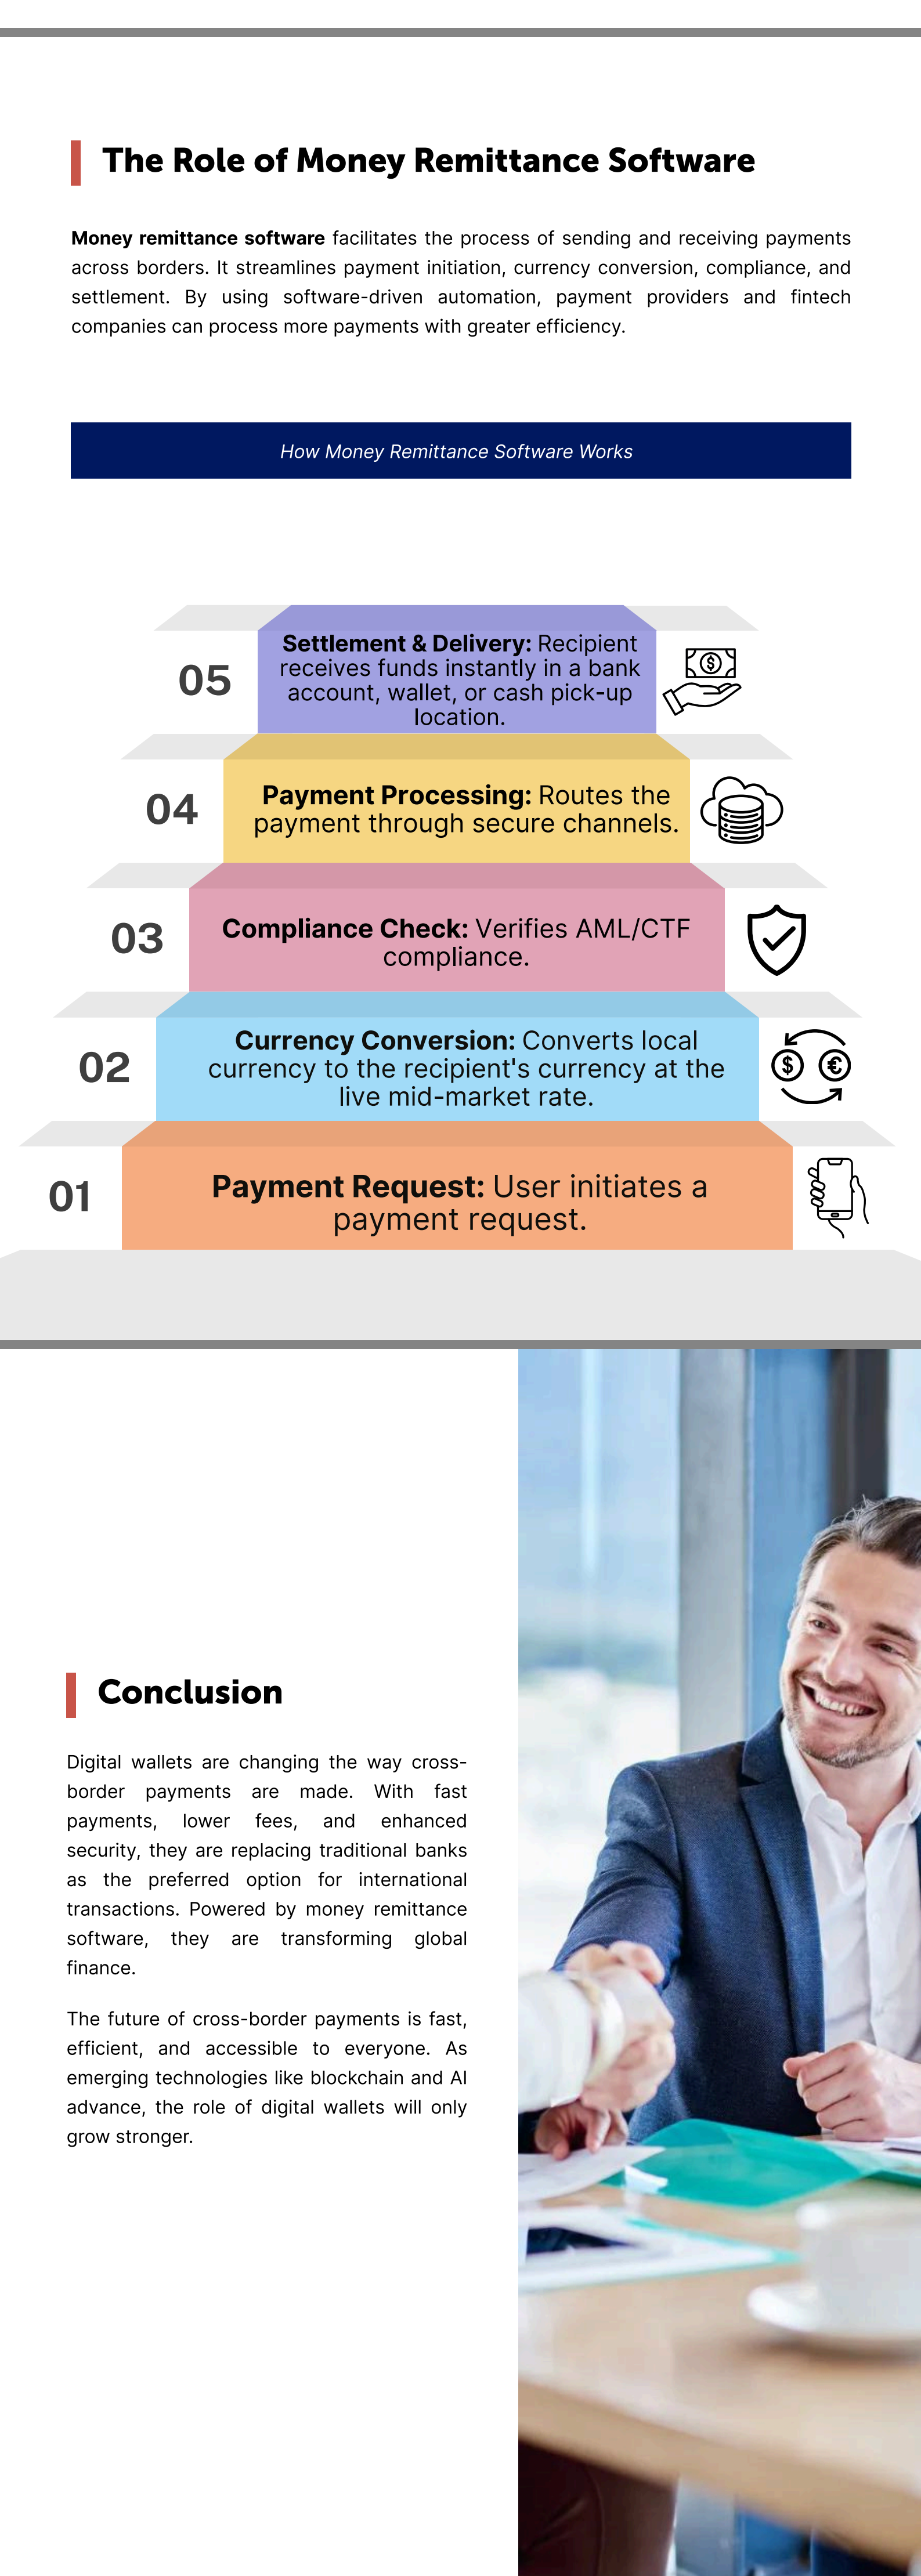 The Role of Money Remittance Software
Money remittance software facilitates the process of sending and receiving payments
across borders. It streamlines payment initiation, currency conversion, compliance, and
settlement. By using software-driven automation, payment providers and fintech
companies can process more payments with greater efficiency.
How Money Remittance Software Works
05
Settlement & Delivery: Recipient
receives funds instantly in a bank
account, wallet, or cash pick-up
location.
$
04
Payment Processing: Routes the
payment through secure channels.
03
Compliance Check: Verifies AML/CTF
compliance.
02
Currency Conversion: Converts local
currency to the recipient's currency at the
live mid-market rate.
$ €
01
Payment Request: User initiates a
payment request.
Conclusion
Digital wallets are changing the way cross-
border payments are made. With fast
payments, lower fees, and enhanced
security, they are replacing traditional banks
as the preferred option for international
transactions. Powered by money remittance
software, they are transforming global
finance.
The future of cross-border payments is fast,
efficient, and accessible to everyone. As
emerging technologies like blockchain and AI
advance, the role of digital wallets will only
grow stronger.